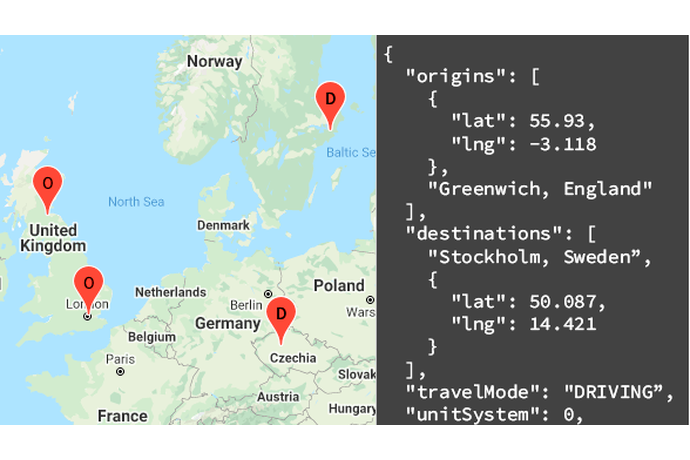 Norway
D
Baltic Se
O
North Sea
United
Kingdom
Denmark
O
London
Netherlands
Poland
Berlin
D
Wars
Germany
Belgium
Paris
Czechia
Slovak
Austria
Hungary
France
{
"origins": [
{
"lat": 55.93,
"lng": -3.118
},
"Greenwich, England"
],
"destinations": [
"Stockholm, Sweden”,
{
"lat": 50.087,
"lng": 14.421
}
],
"travelMode": "DRIVING”,
"unitSystem": 0,